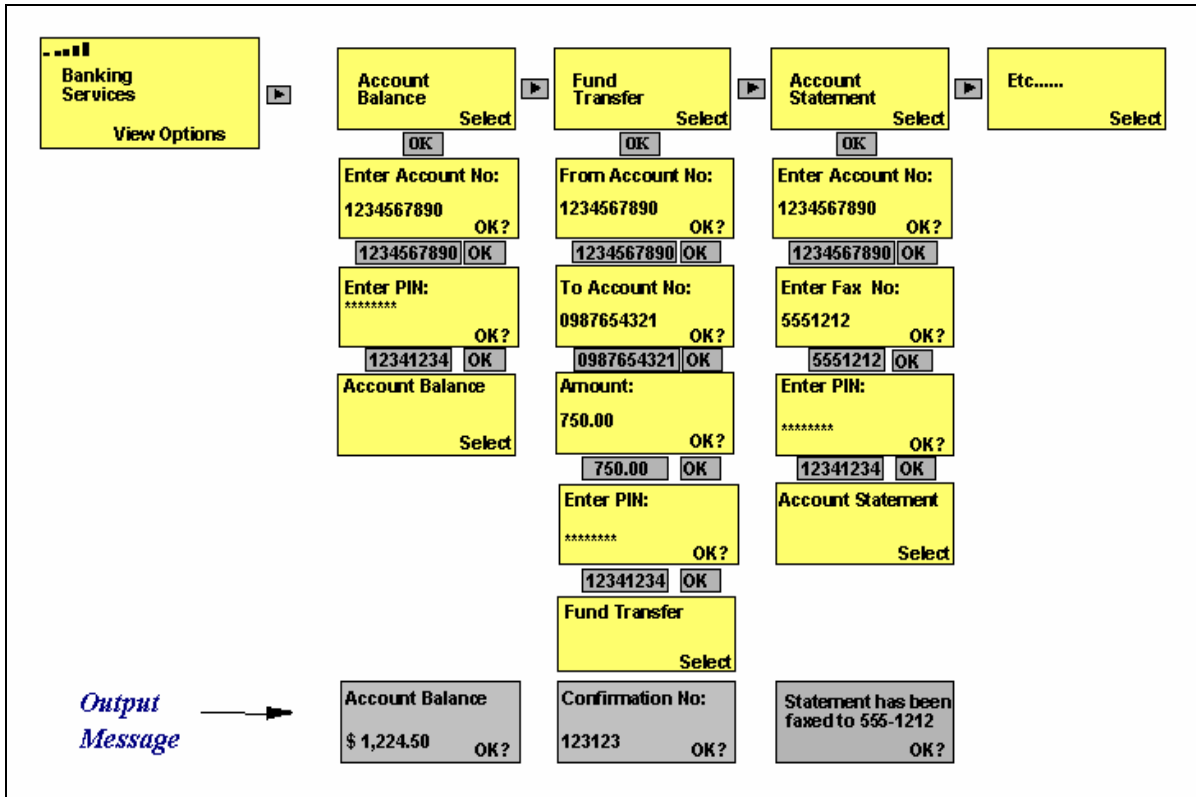 Banking
Services
View Options
Account
Balance
Select
OK
Enter Account No:
1234567890
OK?
1234567890 OK
Enter PIN:
********
OK?
12341234 OK
Account Balance
Select
Fund
Transfer
Select
OK
From Account No:
1234567890
OK?
1234567890 OK
To Account No:
0987654321
OK?
0987654321 OK
Amount:
750.00
OK?
750.00 OK
Enter PIN:
********
OK?
12341234 OK
Fund Transfer
Select
Account
Statement
Select
OK
Enter Account No:
1234567890
OK?
1234567890 OK
Enter Fax No:
5551212
OK?
5551212 OK
Enter PIN:
********
OK?
12341234 OK
Account Statement
Select
Etc......
Select
Output
Message
Account Balance
$ 1,224.50 OK?
Confirmation No:
123123 OK?
Statement has been
faxed to 555-1212
OK?